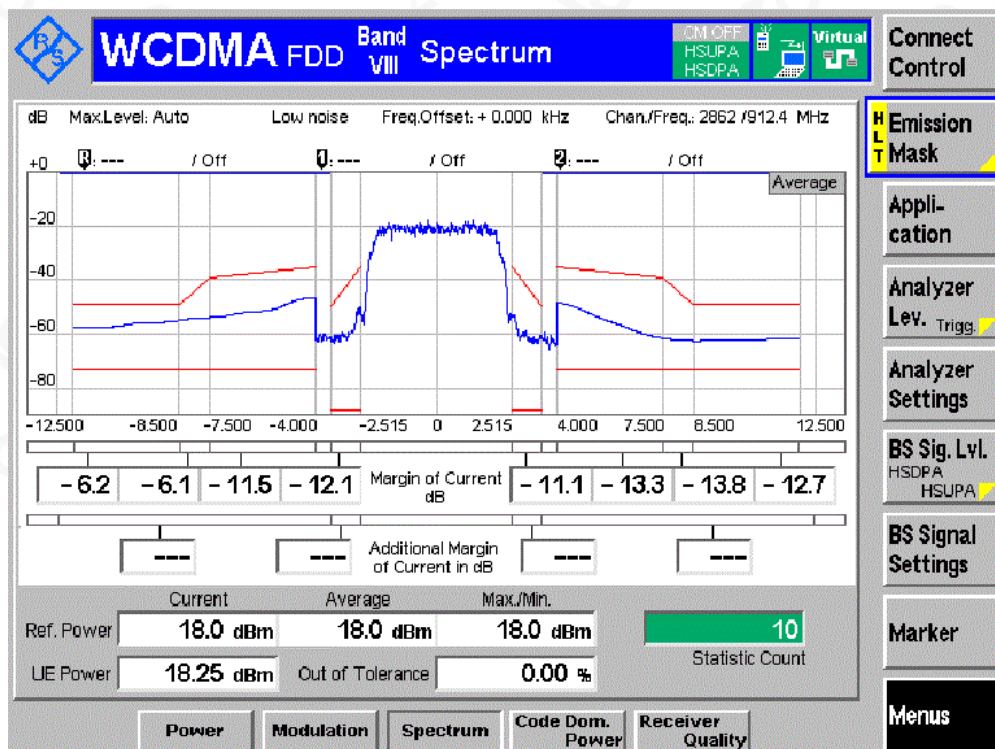 R/S
WCDMA FDD Band VIII Spectrum
CM OFF
HSUPA
HSDPA
Virtual
Connect Control
dB Max.Level: Auto Low noise Freq.Offset: + 0.000 kHz Chan./Freq.: 2862 /912.4 MHz
R: --- / Off 1: --- / Off 2: --- / Off
Average
+0
-20
-40
-60
-80
-12.500 -8.500 -7.500 -4.000 -2.515 0 2.515 4.000 7.500 8.500 12.500
- 6.2 - 6.1 - 11.5 - 12.1 Margin of Current dB - 11.1 - 13.3 - 13.8 - 12.7
--- --- Additional Margin of Current in dB --- ---
Current Average Max./Min.
Ref. Power 18.0 dBm 18.0 dBm 18.0 dBm 10
Statistic Count
UE Power 18.25 dBm Out of Tolerance 0.00 %
HLT
Emission Mask
Appli-
cation
Analyzer
Lev. Trigg.
Analyzer
Settings
BS Sig. Lvl.
HSDPA
HSUPA
BS Signal
Settings
Marker
Menus
Power Modulation Spectrum Code Dom. Power Receiver Quality